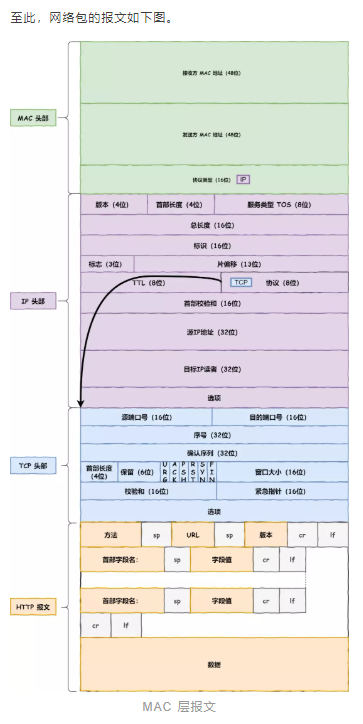 至此，网络包的报文如下图。
接收方 MAC 地址（48位）
MAC 头部
发送方 MAC 地址（48位）
协议类型（16位） IP
版本（4位） 首部长度（4位） 服务类型 TOS（8位）
总长度（16位）
标识（16位）
标志（3位） 片偏移（13位）
TTL（8位） TCP 协议（8位）
IP 头部
首部校验和（16位）
源IP地址（32位）
目标IP读者（32位）
选项
源端口号（16位） 目的端口号（16位）
序号（32位）
确认序列（32位）
TCP 头部
首部长度（4位） 保留（6位） URG ACK PSH RST SYN FIN 窗口大小（16位）
校验和（16位） 紧急指针（16位）
选项
方法 sp URL sp 版本 cr lf
首部字段名： sp 字段值 cr lf
HTTP 报文
首部字段名： sp 字段值 cr lf
cr lf
数据
MAC 层报文